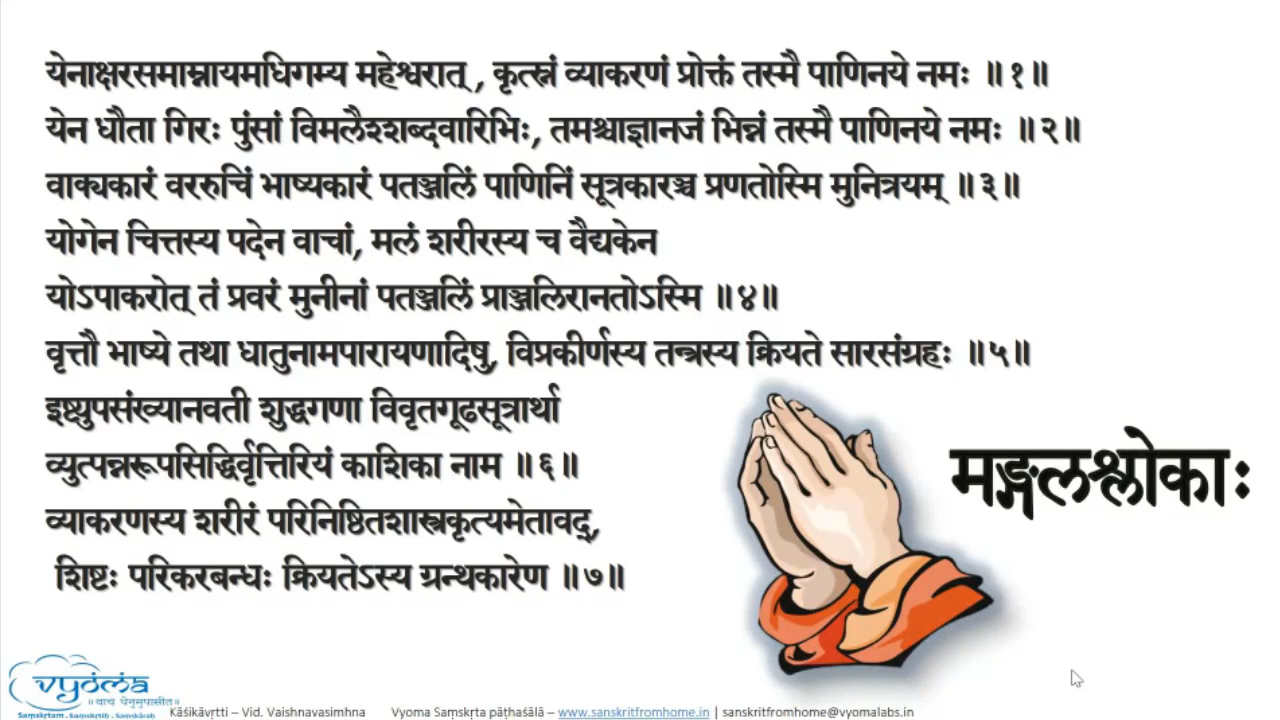 येनाक्षरसमाम्नायमधिगम्य महेश्वरात् , कृत्स्नं व्याकरणं प्रोक्तं तस्मै पाणिनये नमः ॥१॥
येन धौता गिरः पुंसां विमलैश्शब्दवारिभिः, तमश्चाज्ञानजं भिन्नं तस्मै पाणिनये नमः ॥२॥
वाक्यकारं वररुचिं भाष्यकारं पतञ्जलिं पाणिनिं सूत्रकारञ्च प्रणतोस्मि मुनित्रयम् ॥३॥
योगेन चित्तस्य पदेन वाचां, मलं शरीरस्य च वैद्यकेन
योऽपाकरोत् तं प्रवरं मुनीनां पतञ्जलिं प्राञ्जलिरानतोऽस्मि ॥४॥
वृत्तौ भाष्ये तथा धातुनामपारायणादिषु, विप्रकीर्णस्य तन्त्रस्य क्रियते सारसंग्रहः ॥५॥
इष्ट्युपसंख्यानवती शुद्धगणा विवृतगूढसूत्रार्था
व्युत्पन्नरूपसिद्धिर्वृत्तिरियं काशिका नाम ॥६॥
व्याकरणस्य शरीरं परिनिष्ठितशास्त्रकृत्यमेतावद्,
शिष्टः परिकरबन्धः क्रियतेऽस्य ग्रन्थकारेण ॥७॥
मङ्गलश्लोकाः
vyoma
॥ वाचं धेनुमुपासीत ॥
Saṃskṛtam . Saṃskṛtiḥ . Saṃskāraḥ
Kāśikāvṛtti – Vid. Vaishnavasimhna Vyoma Saṃskṛta pāṭhaśālā – www.sanskritfromhome.in | sanskritfromhome@vyomalabs.in